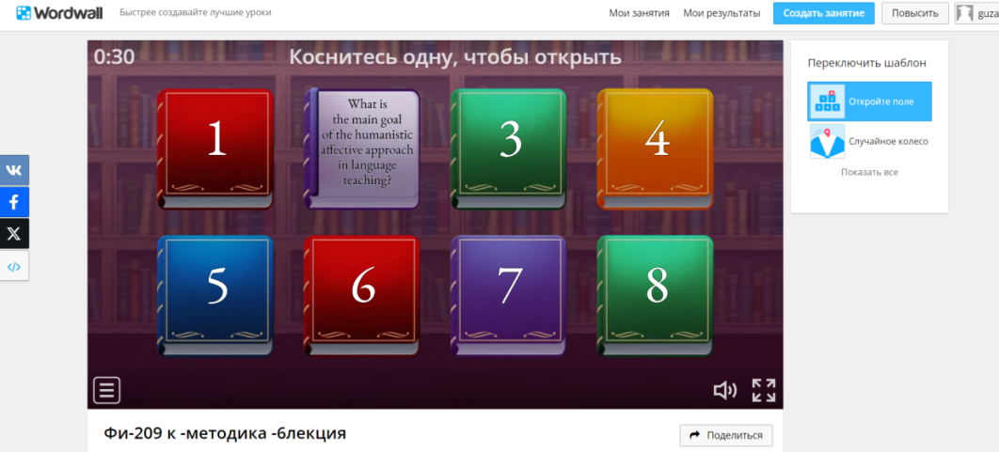 Wordwall
Быстрее создавайте лучшие уроки
Мои занятия
Мои результаты
Создать занятие
Повысить
guza
0:30
Коснитесь одну, чтобы открыть
1
What is
the main goal
of the humanistic
affective approach
in language
teaching?
3
4
5
6
7
8
Переключить шаблон
Откройте поле
Случайное колесо
Показать все
Фи-209 к -методика -6лекция
Поделиться